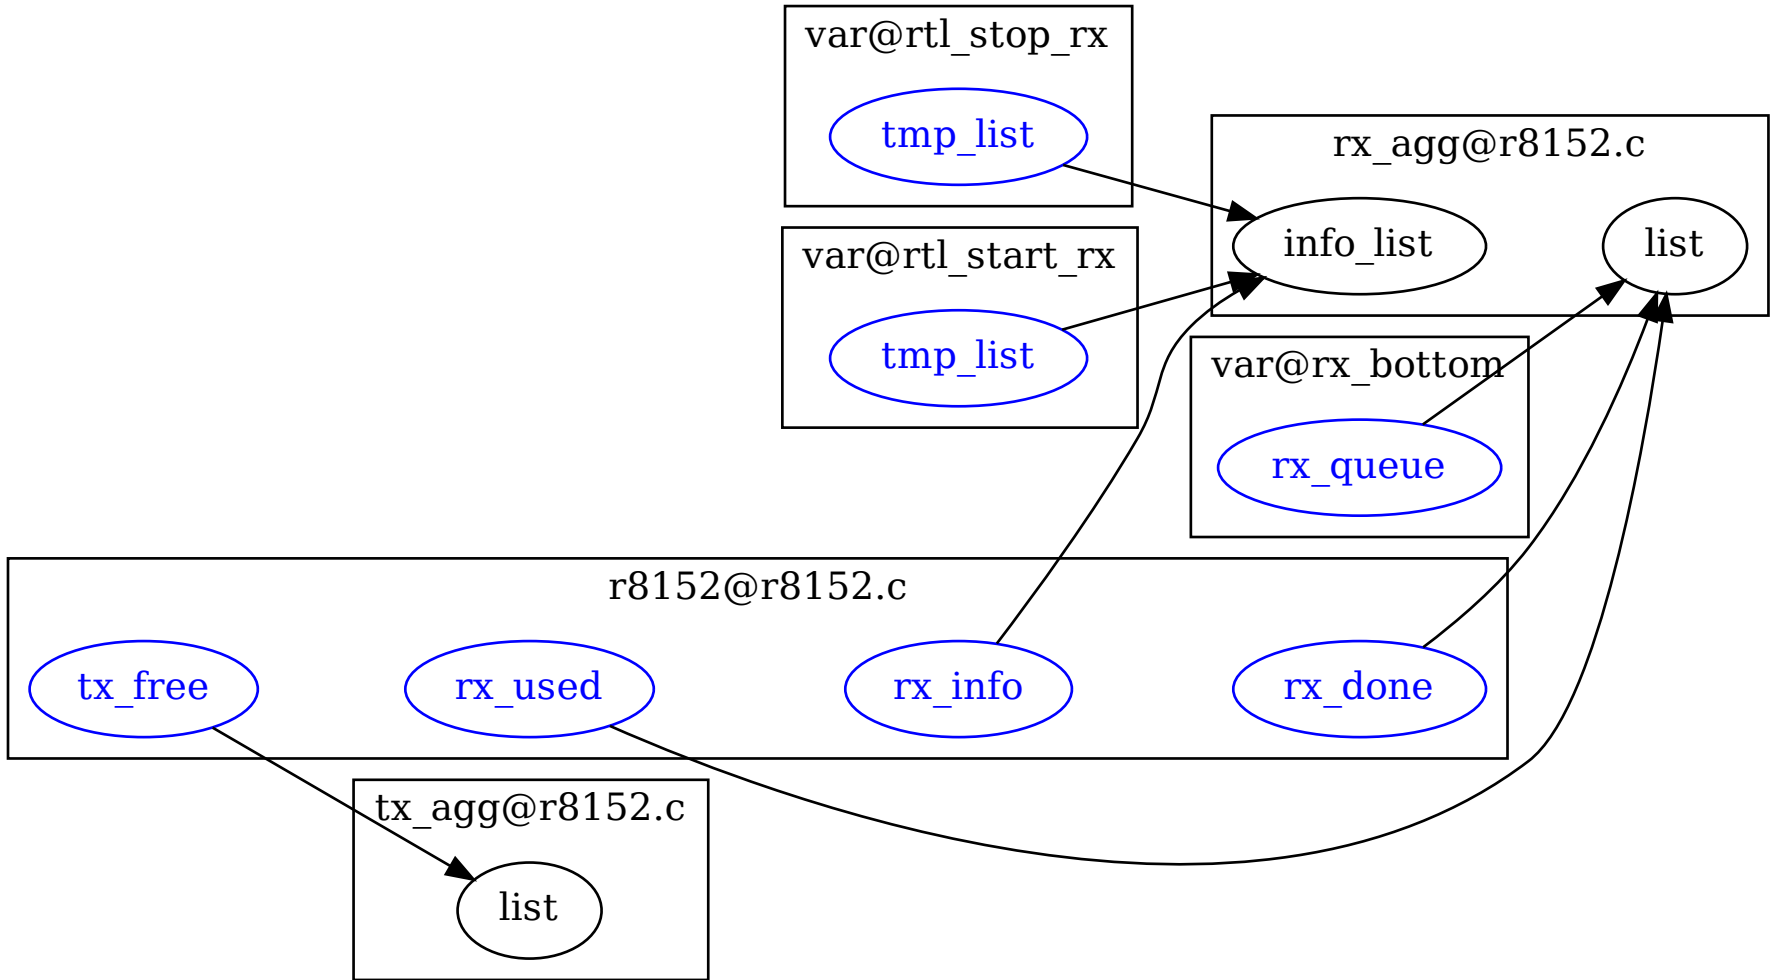 var@rtl_stop_rx
tmp_list
rx_agg@r8152.c
info_list
list
var@rtl_start_rx
tmp_list
var@rx_bottom
rx_queue
r8152@r8152.c
tx_free
rx_used
rx_info
rx_done
tx_agg@r8152.c
list